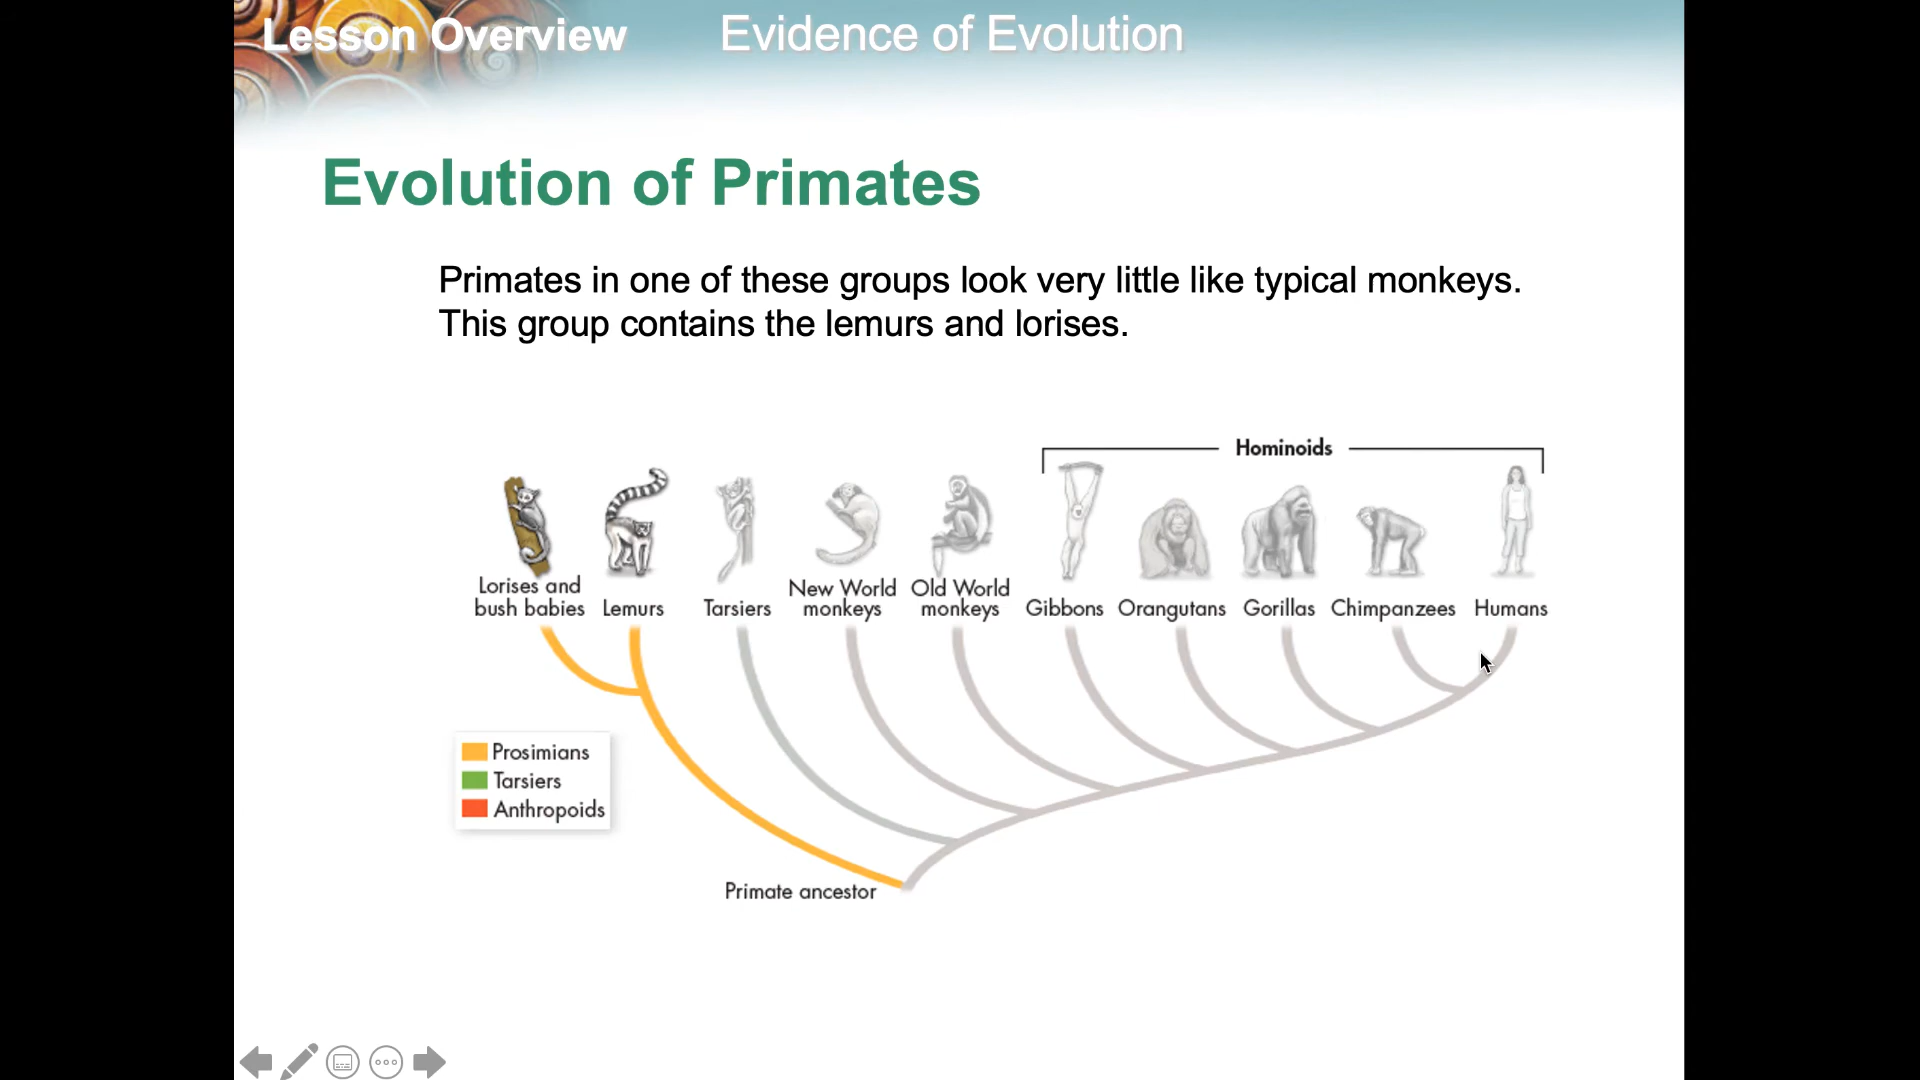 Lesson Overview
Evidence of Evolution
Evolution of Primates
Primates in one of these groups look very little like typical monkeys.
This group contains the lemurs and lorises.
Hominoids
Lorises and
bush babies
Lemurs
Tarsiers
New World
monkeys
Old World
monkeys
Gibbons
Orangutans
Gorillas
Chimpanzees
Humans
Prosimians
Tarsiers
Anthropoids
Primate ancestor